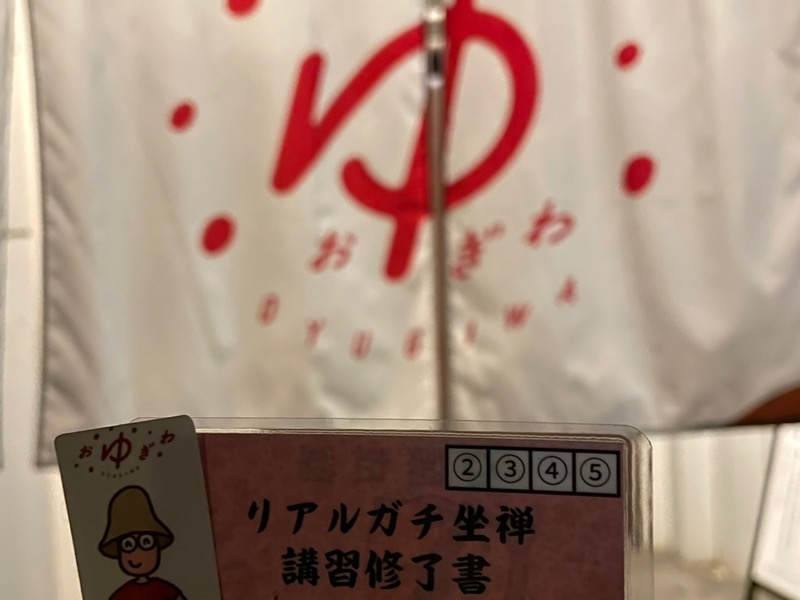 ゆ
おぎわ
OYUGIWA
おゆぎわ
②③④⑤
リアルガチ坐禅
講習修了書